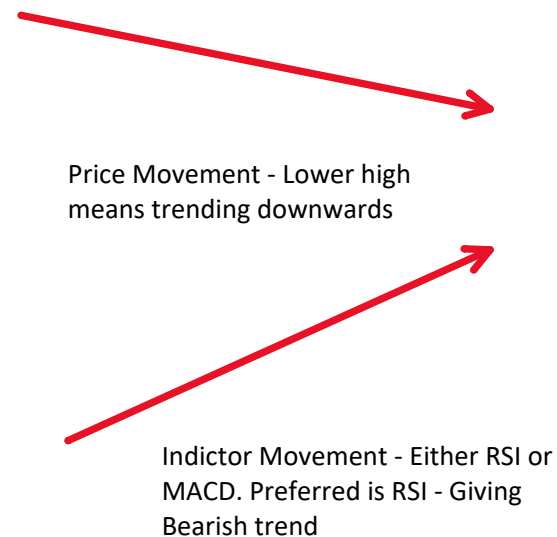 Price Movement - Lower high
means trending downwards
Indictor Movement - Either RSI or
MACD. Preferred is RSI - Giving
Bearish trend